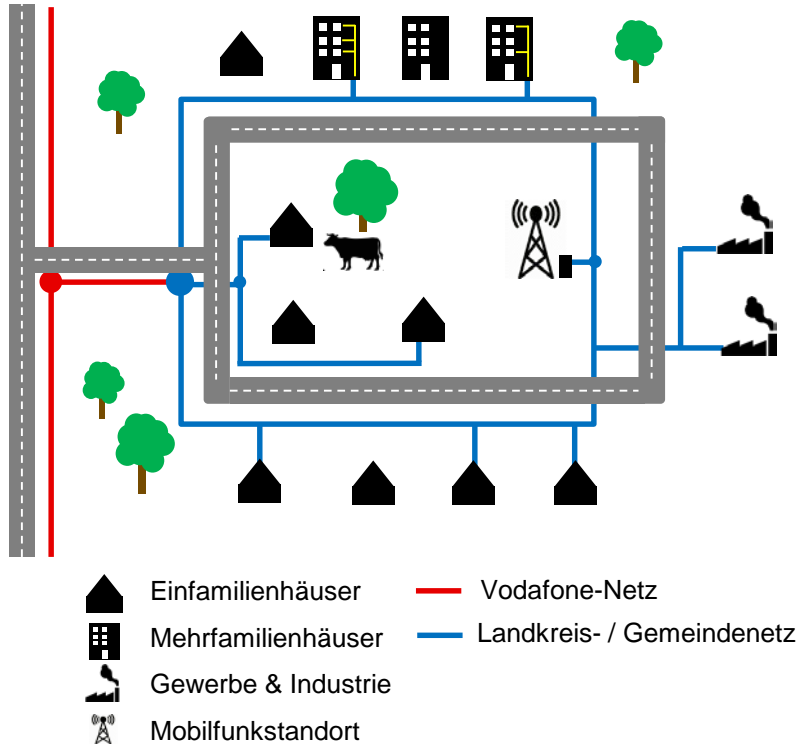 Einfamilienhäuser
Mehrfamilienhäuser
Gewerbe & Industrie
Mobilfunkstandort
Vodafone-Netz
Landkreis- / Gemeindenetz